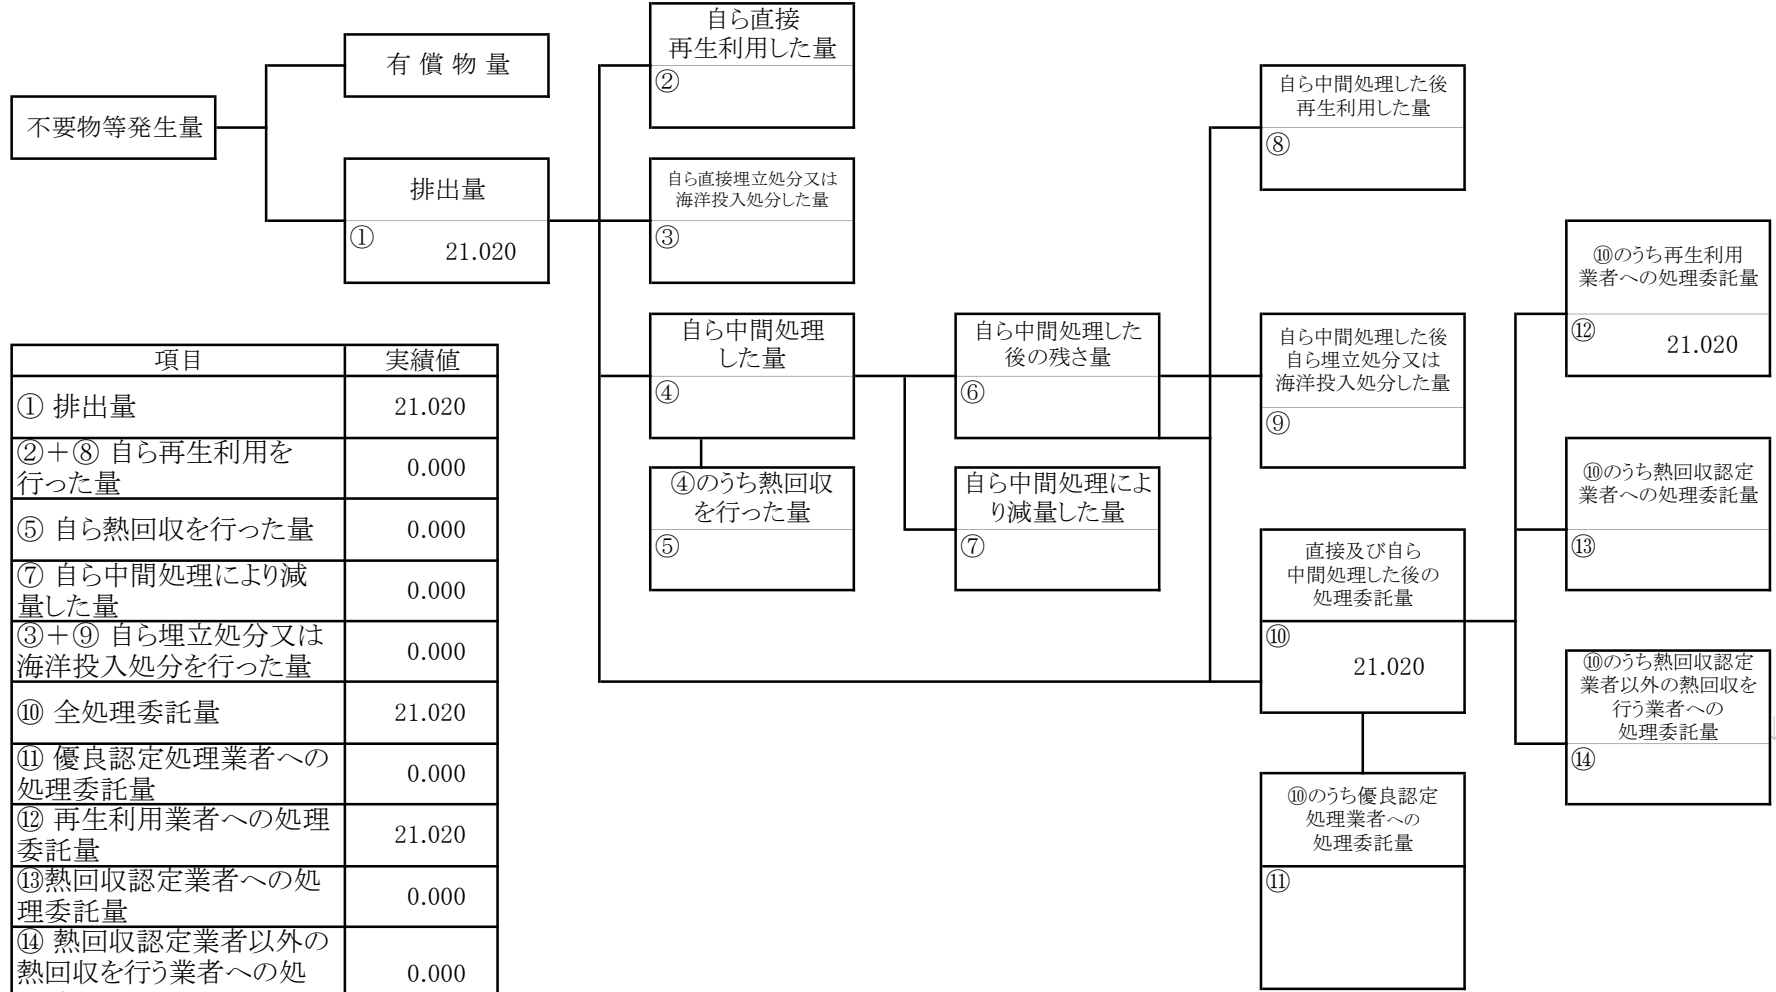 不要物等発生量
有 償 物 量
排出量
①
21.020
自ら直接
再生利用した量
②
自ら直接埋立処分又は
海洋投入処分した量
③
自ら中間処理
した量
④
④のうち熱回収
を行った量
⑤
自ら中間処理した
後の残さ量
⑥
自ら中間処理によ
り減量した量
⑦
自ら中間処理した後
再生利用した量
⑧
自ら中間処理した後
自ら埋立処分又は
海洋投入処分した量
⑨
直接及び自ら
中間処理した後の
処理委託量
⑩
21.020
⑩のうち優良認定
処理業者への
処理委託量
⑪
⑩のうち再生利用
業者への処理委託量
⑫
21.020
⑩のうち熱回収認定
業者への処理委託量
⑬
⑩のうち熱回収認定
業者以外の熱回収を
行う業者への
処理委託量
⑭
項目 実績値
① 排出量 21.020
②＋⑧ 自ら再生利用を
行った量 0.000
⑤ 自ら熱回収を行った量 0.000
⑦ 自ら中間処理により減
量した量 0.000
③＋⑨ 自ら埋立処分又は
海洋投入処分を行った量 0.000
⑩ 全処理委託量 21.020
⑪ 優良認定処理業者への
処理委託量 0.000
⑫ 再生利用業者への処理
委託量 21.020
⑬熱回収認定業者への処
理委託量 0.000
⑭ 熱回収認定業者以外の
熱回収を行う業者への処 0.000